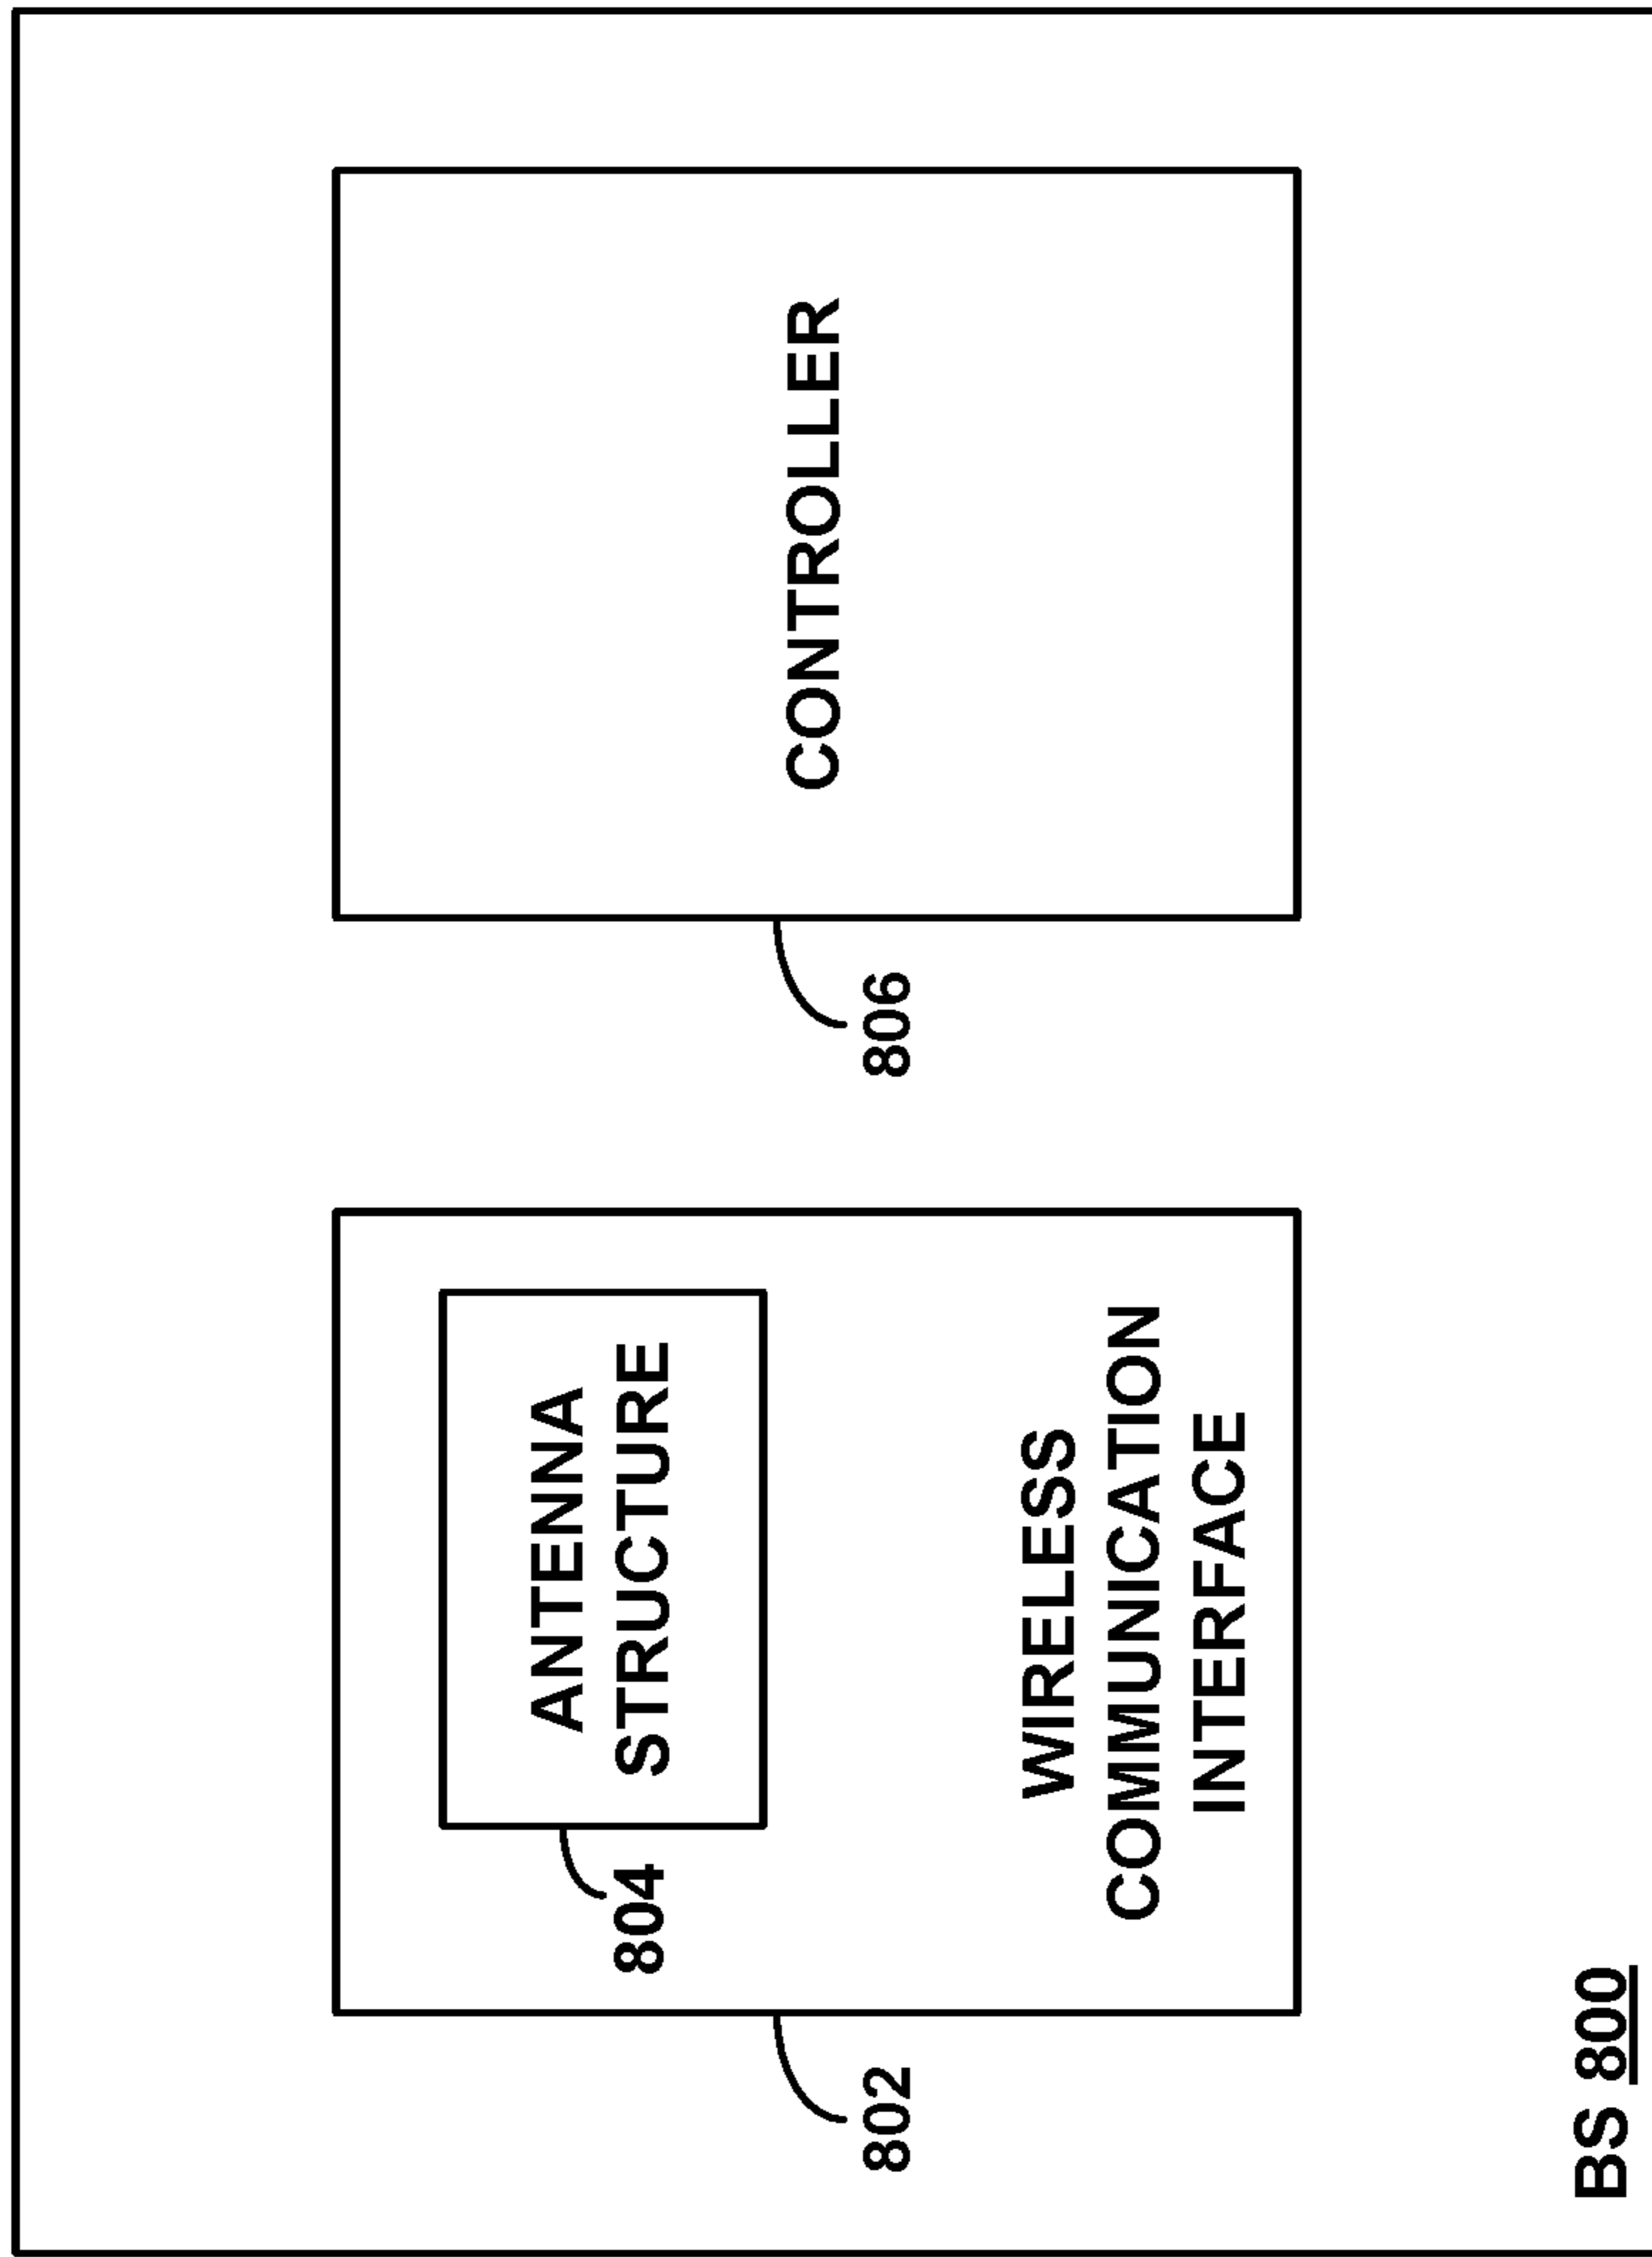 ANTENNA
STRUCTURE
804
WIRELESS
COMMUNICATION
INTERFACE
802
CONTROLLER
806
BS 800